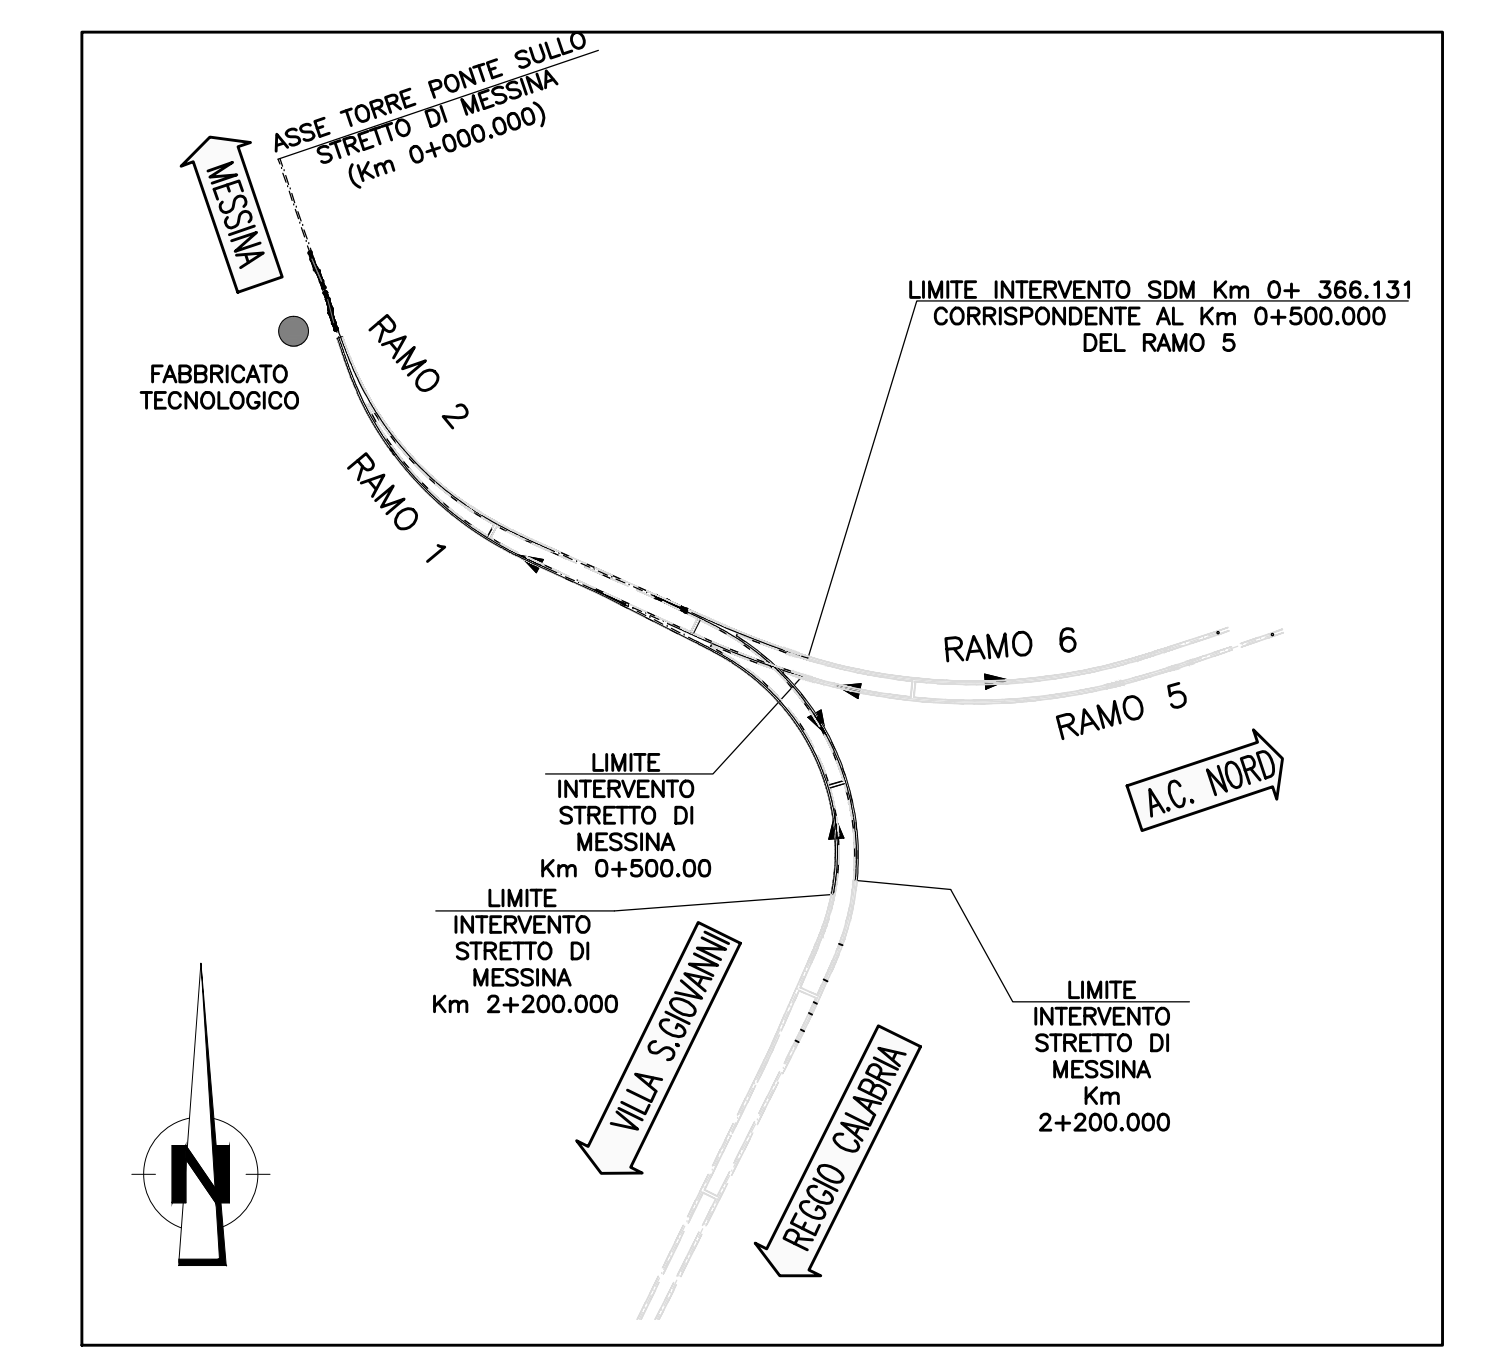 ASSE TORRE PONTE SULLO
STRETTO DI MESSINA
(Km 0+000.000)
MESSINA
FABBRICATO
TECNOLOGICO
RAMO 2
RAMO 1
LIMITE INTERVENTO SDM Km 0+ 366.131
CORRISPONDENTE AL Km 0+500.000
DEL RAMO 5
RAMO 6
RAMO 5
A.C. NORD
LIMITE
INTERVENTO
STRETTO DI
MESSINA
Km 0+500.00
LIMITE
INTERVENTO
STRETTO DI
MESSINA
Km 2+200.000
VILLA S.GIOVANNI
REGGIO CALABRIA
LIMITE
INTERVENTO
STRETTO DI
MESSINA
Km
2+200.000
N